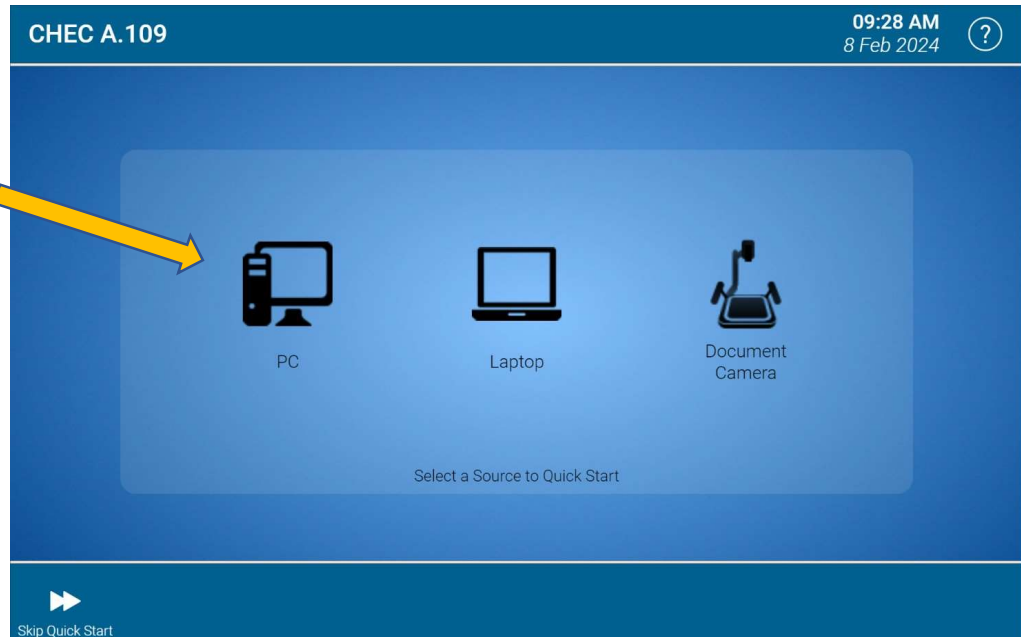 CHEC A.109
09:28 AM
8 Feb 2024
?
PC
Laptop
Document
Camera
Select a Source to Quick Start
Skip Quick Start